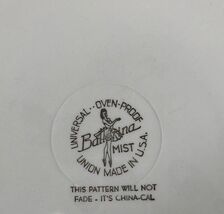 UNIVERSAL · OVEN-PROOF
Ballerina
MIST
UNION MADE IN U.S.A.
THIS PATTERN WILL NOT
FADE - IT'S CHINA-CAL